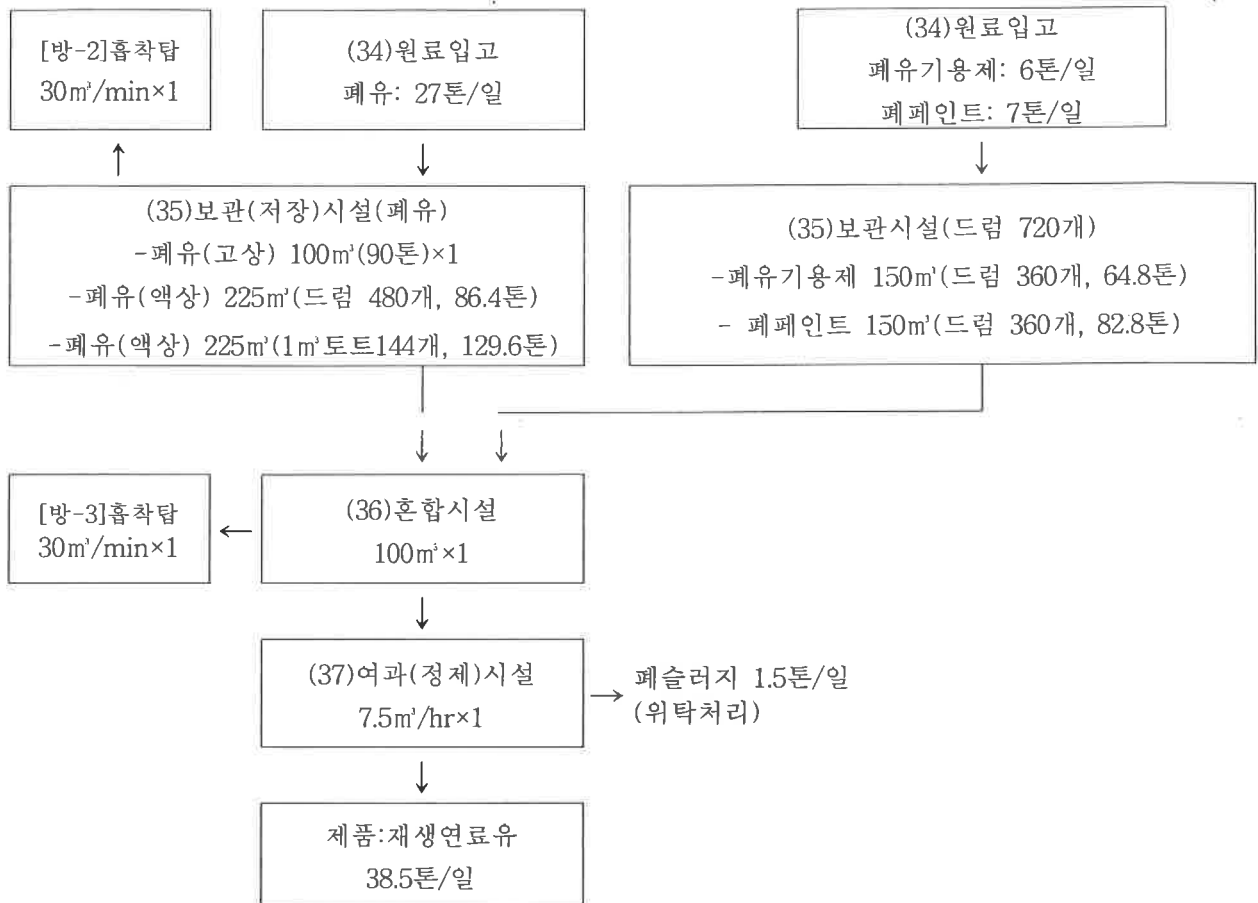 [방-2]흡착탑
30㎥/min×1
(34)원료입고
폐유: 27톤/일
(34)원료입고
폐유기용제: 6톤/일
폐페인트: 7톤/일
(35)보관(저장)시설(폐유)
-폐유(고상) 100㎥(90톤)×1
-폐유(액상) 225㎥(드럼 480개, 86.4톤)
-폐유(액상) 225㎥(1㎥토트144개, 129.6톤)
(35)보관시설(드럼 720개)
-폐유기용제 150㎥(드럼 360개, 64.8톤)
- 폐페인트 150㎥(드럼 360개, 82.8톤)
[방-3]흡착탑
30㎥/min×1
(36)혼합시설
100㎥×1
(37)여과(정제)시설
7.5㎥/hr×1
폐슬러지 1.5톤/일
(위탁처리)
제품:재생연료유
38.5톤/일